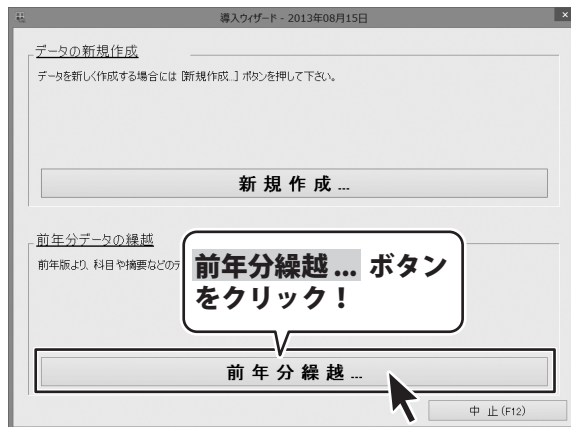 導入ウィザード - 2013年08月15日
データの新規作成
データを新しく作成する場合には [新規作成...] ボタンを押して下さい。
新 規 作 成 ...
前年分データの繰越
前年版より、科目や摘要などのデ
前年分繰越 ... ボタン
をクリック！
前 年 分 繰 越 ...
中 止 (F12)